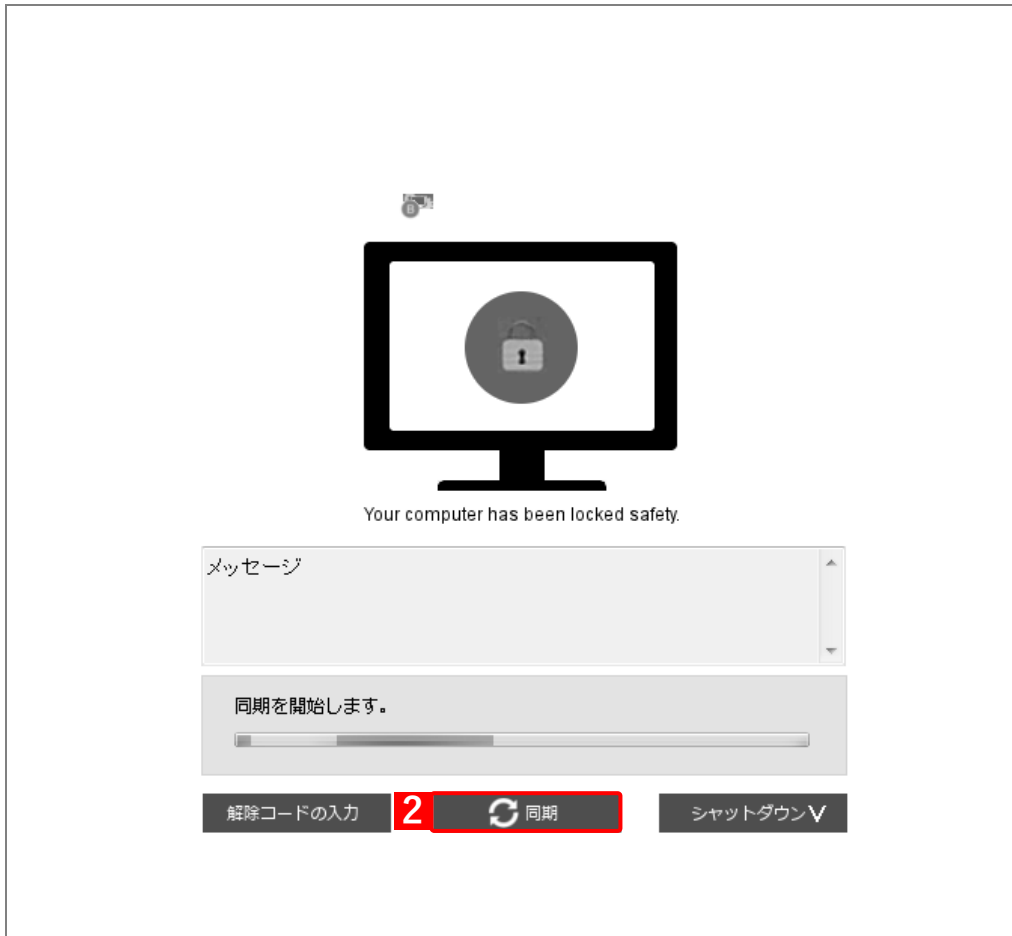 B
Your computer has been locked safety.
メッセージ
同期を開始します。
解除コードの入力
2
同期
シャットダウンV